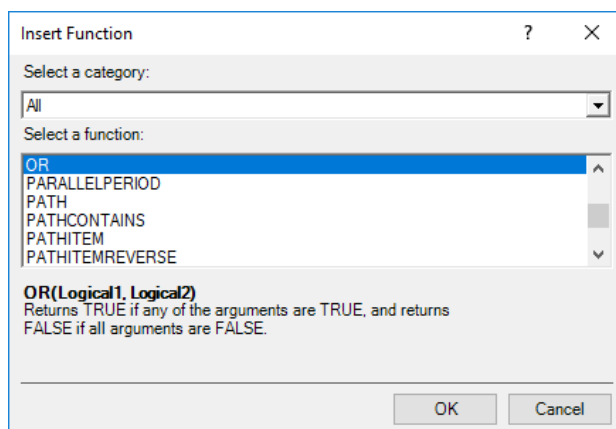 Insert Function
?
Select a category:
All
Select a function:
OR
PARALLELPERIOD
PATH
PATHCONTAINS
PATHITEM
PATHITEMREVERSE
OR(Logical1, Logical2)
Returns TRUE if any of the arguments are TRUE, and returns
FALSE if all arguments are FALSE.
OK
Cancel